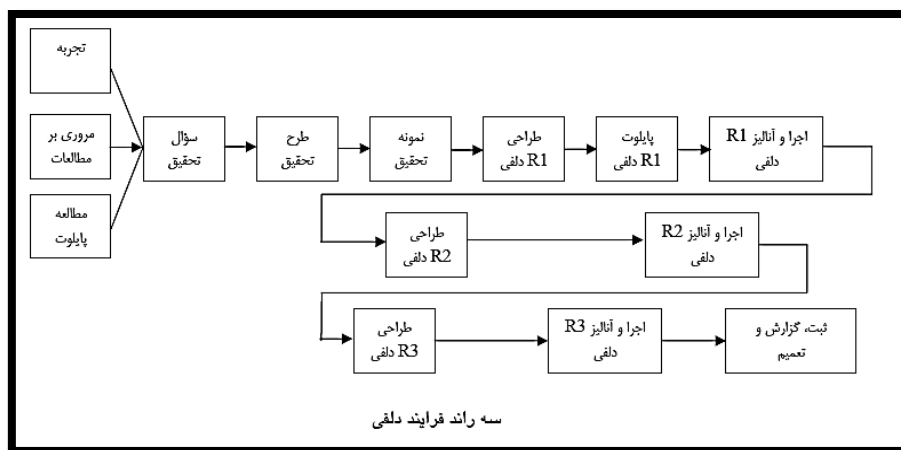 تجربه
مروری بر
مطالعات
مطالعه
پایلوت
سؤال
تحقیق
طرح
تحقیق
نمونه
تحقیق
طراحی
R1 دلفی
پایلوت
R1 دلفی
اجرا و آنالیز R1
دلفی
طراحی
R2 دلفی
اجرا و آنالیز R2
دلفی
طراحی
R3 دلفی
اجرا و آنالیز R3
دلفی
ثبت، گزارش و
تعمیم
سه راند فرایند دلفی